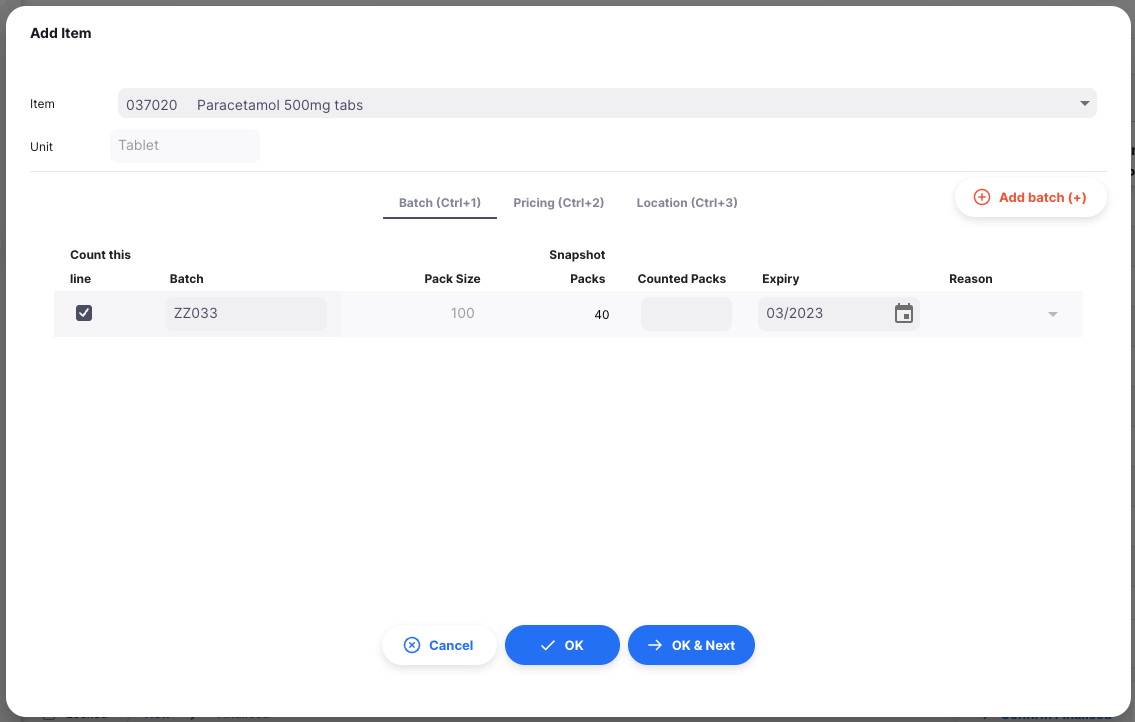 Add Item
Item 037020 Paracetamol 500mg tabs
Unit Tablet
Batch (Ctrl+1) Pricing (Ctrl+2) Location (Ctrl+3) Add batch (+)
Count this line Batch Pack Size Snapshot Packs Counted Packs Expiry Reason
ZZ033 100 40 03/2023
Cancel OK OK & Next